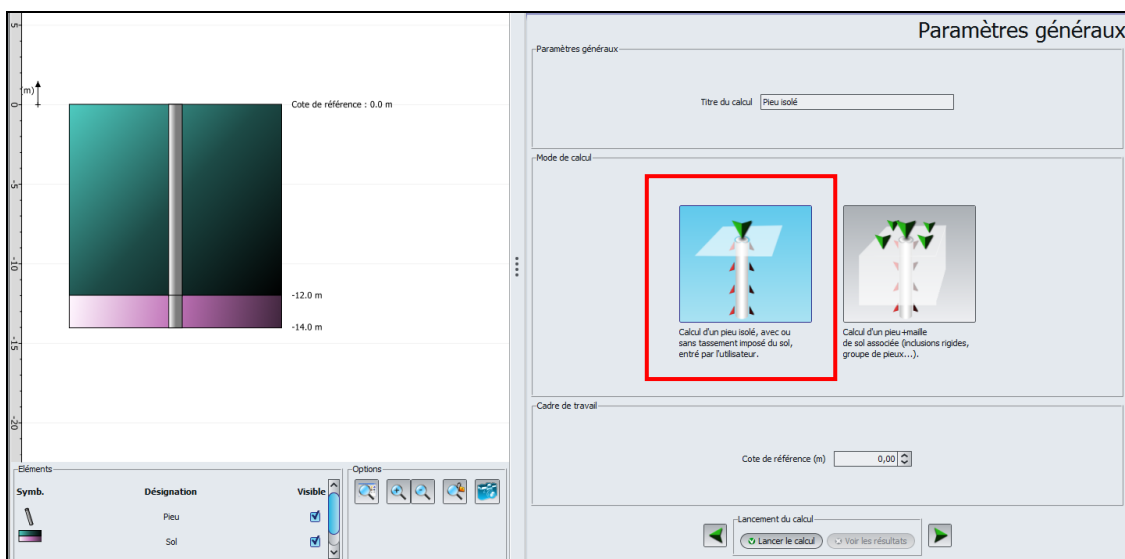 5
(m)
0
Cote de référence : 0.0 m
-5
-10
-12.0 m
-14.0 m
-15
-20
Eléments
Symb.
Désignation
Visible
Pieu
Sol
Options
Paramètres généraux
Paramètres généraux
Titre du calcul
Pieu isolé
Mode de calcul
Calcul d'un pieu isolé, avec ou
sans tassement imposé du sol,
entré par l'utilisateur.
Calcul d'un pieu+maille
de sol associée (inclusions rigides,
groupe de pieux...).
Cadre de travail
Cote de référence (m)
0,00
Lancement du calcul
Lancer le calcul
Voir les résultats